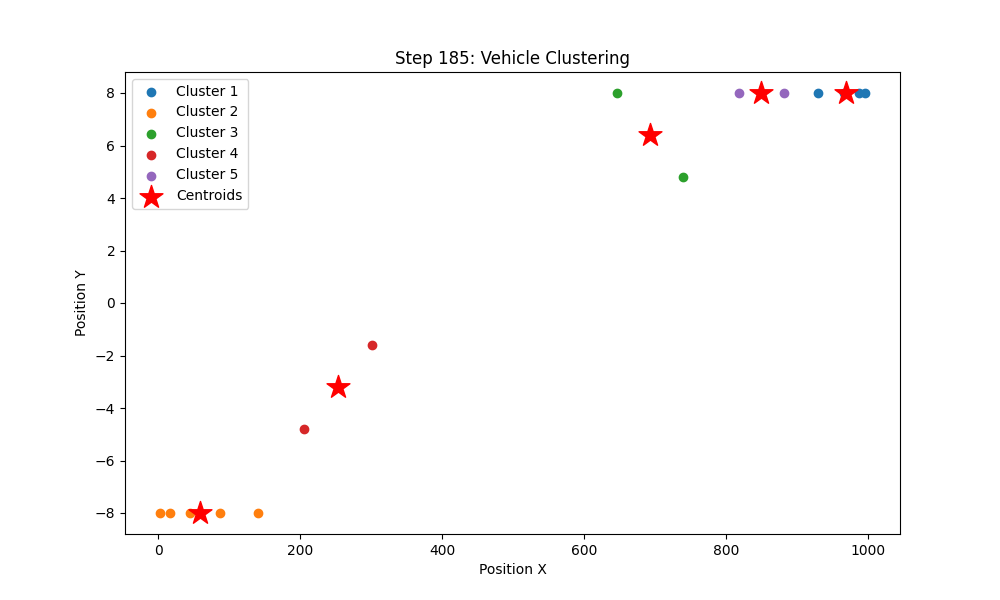 Step 185: Vehicle Clustering
Cluster 1
Cluster 2
Cluster 3
Cluster 4
Cluster 5
Centroids
8
6
4
2
0
−2
−4
−6
−8
Position Y
0 200 400 600 800 1000
Position X